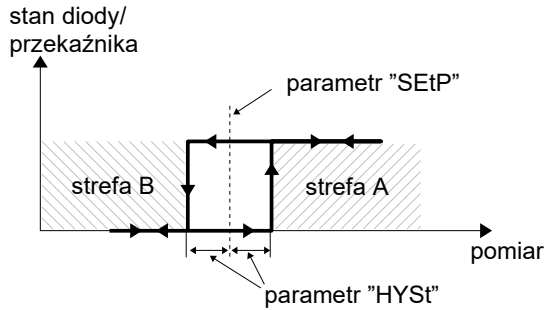 stan diody/
przekaźnika
parametr ”SEtP”
strefa B
strefa A
pomiar
parametr ”HYSt”